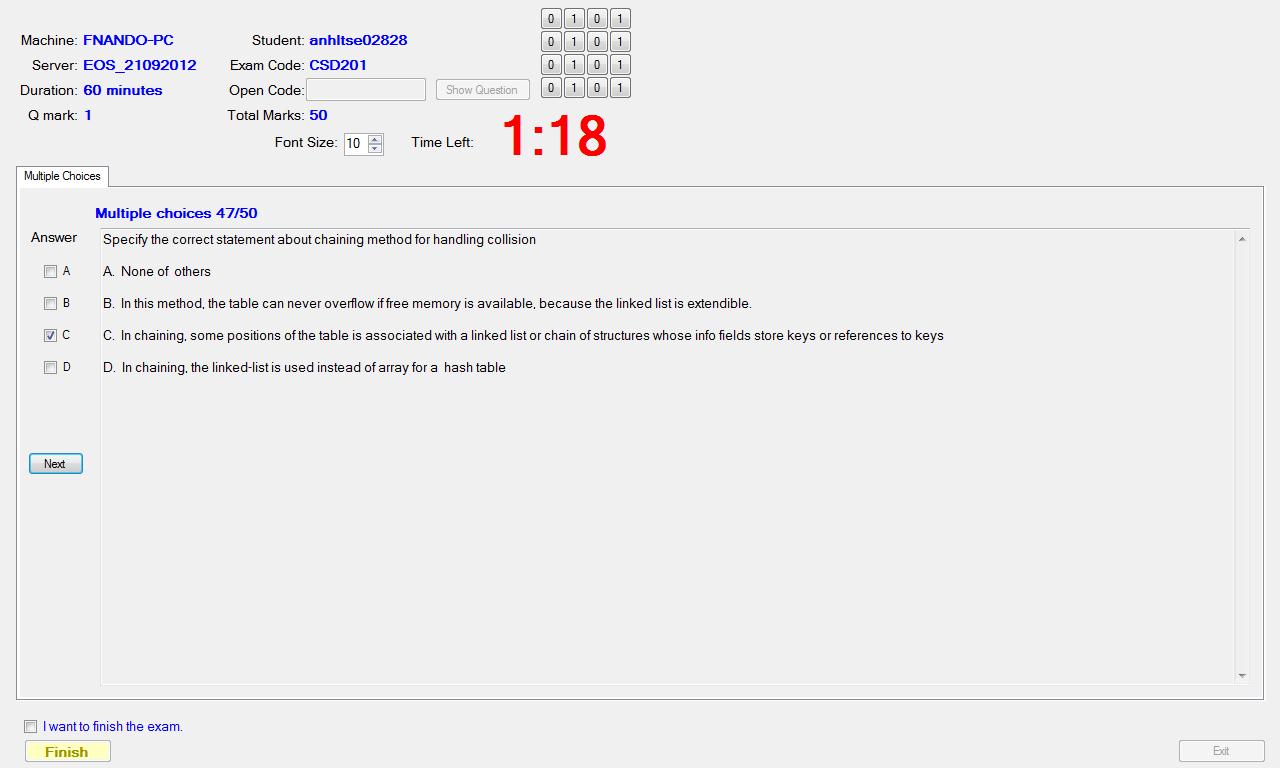 Machine: FNANDO-PC Student: anhltse02828
Server: EOS_21092012 Exam Code: CSD201
Duration: 60 minutes Open Code: Show Question
Q mark: 1 Total Marks: 50
0 1 0 1
0 1 0 1
0 1 0 1
0 1 0 1
Font Size: 10 Time Left: 1:18
Multiple Choices
Multiple choices 47/50
Answer
Specify the correct statement about chaining method for handling collision
A A. None of others
B B. In this method, the table can never overflow if free memory is available, because the linked list is extendible.
C C. In chaining, some positions of the table is associated with a linked list or chain of structures whose info fields store keys or references to keys
D D. In chaining, the linked-list is used instead of array for a hash table
Next
I want to finish the exam.
Finish Exit